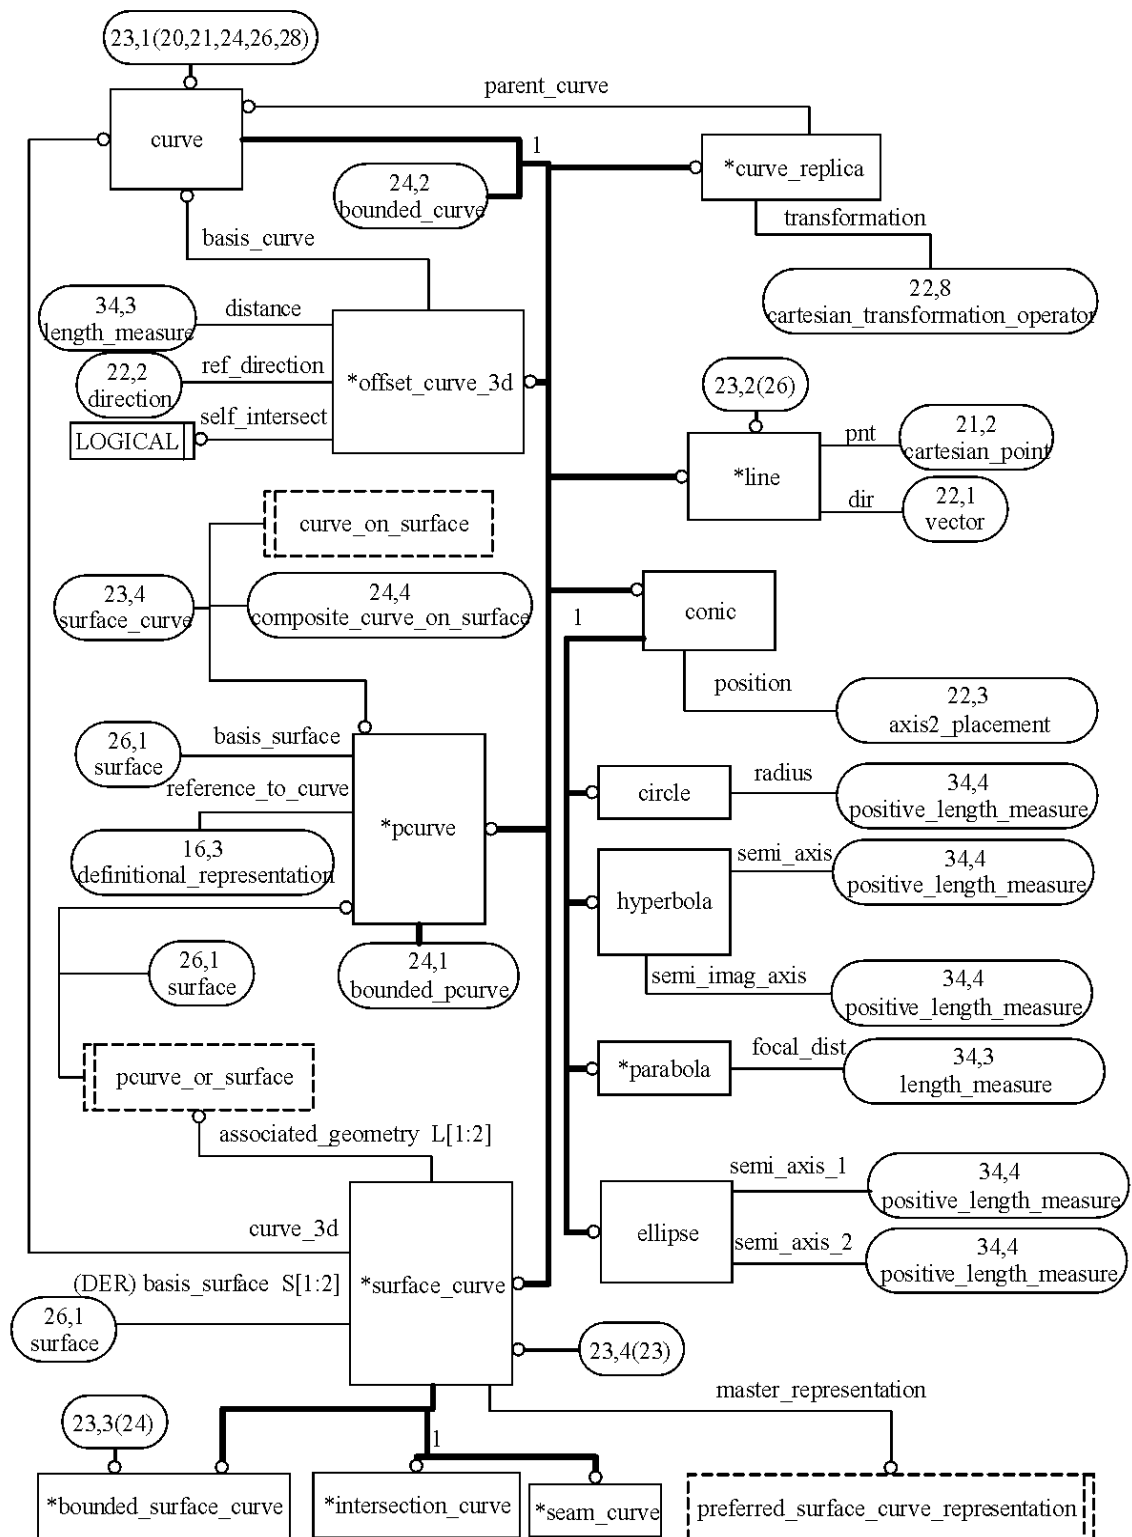 23,1(20,21,24,26,28)
parent_curve
curve
1
*curve_replica
24,2
bounded_curve
transformation
basis_curve
22,8
cartesian_transformation_operator
34,3
length_measure
distance
22,2
direction
ref_direction
*offset_curve_3d
self_intersect
LOGICAL
23,2(26)
pnt
21,2
cartesian_point
*line
dir
22,1
vector
curve_on_surface
23,4
surface_curve
24,4
composite_curve_on_surface
conic
1
position
22,3
axis2_placement
26,1
surface
basis_surface
reference_to_curve
*pcurve
16,3
definitional_representation
circle
radius
34,4
positive_length_measure
hyperbola
semi_axis
34,4
positive_length_measure
semi_imag_axis
34,4
positive_length_measure
26,1
surface
24,1
bounded_pcurve
pcurve_or_surface
*parabola
focal_dist
34,3
length_measure
associated_geometry L[1:2]
ellipse
semi_axis_1
34,4
positive_length_measure
semi_axis_2
34,4
positive_length_measure
curve_3d
(DER) basis_surface S[1:2]
*surface_curve
26,1
surface
23,4(23)
master_representation
23,3(24)
1
*bounded_surface_curve
*intersection_curve
*seam_curve
preferred_surface_curve_representation